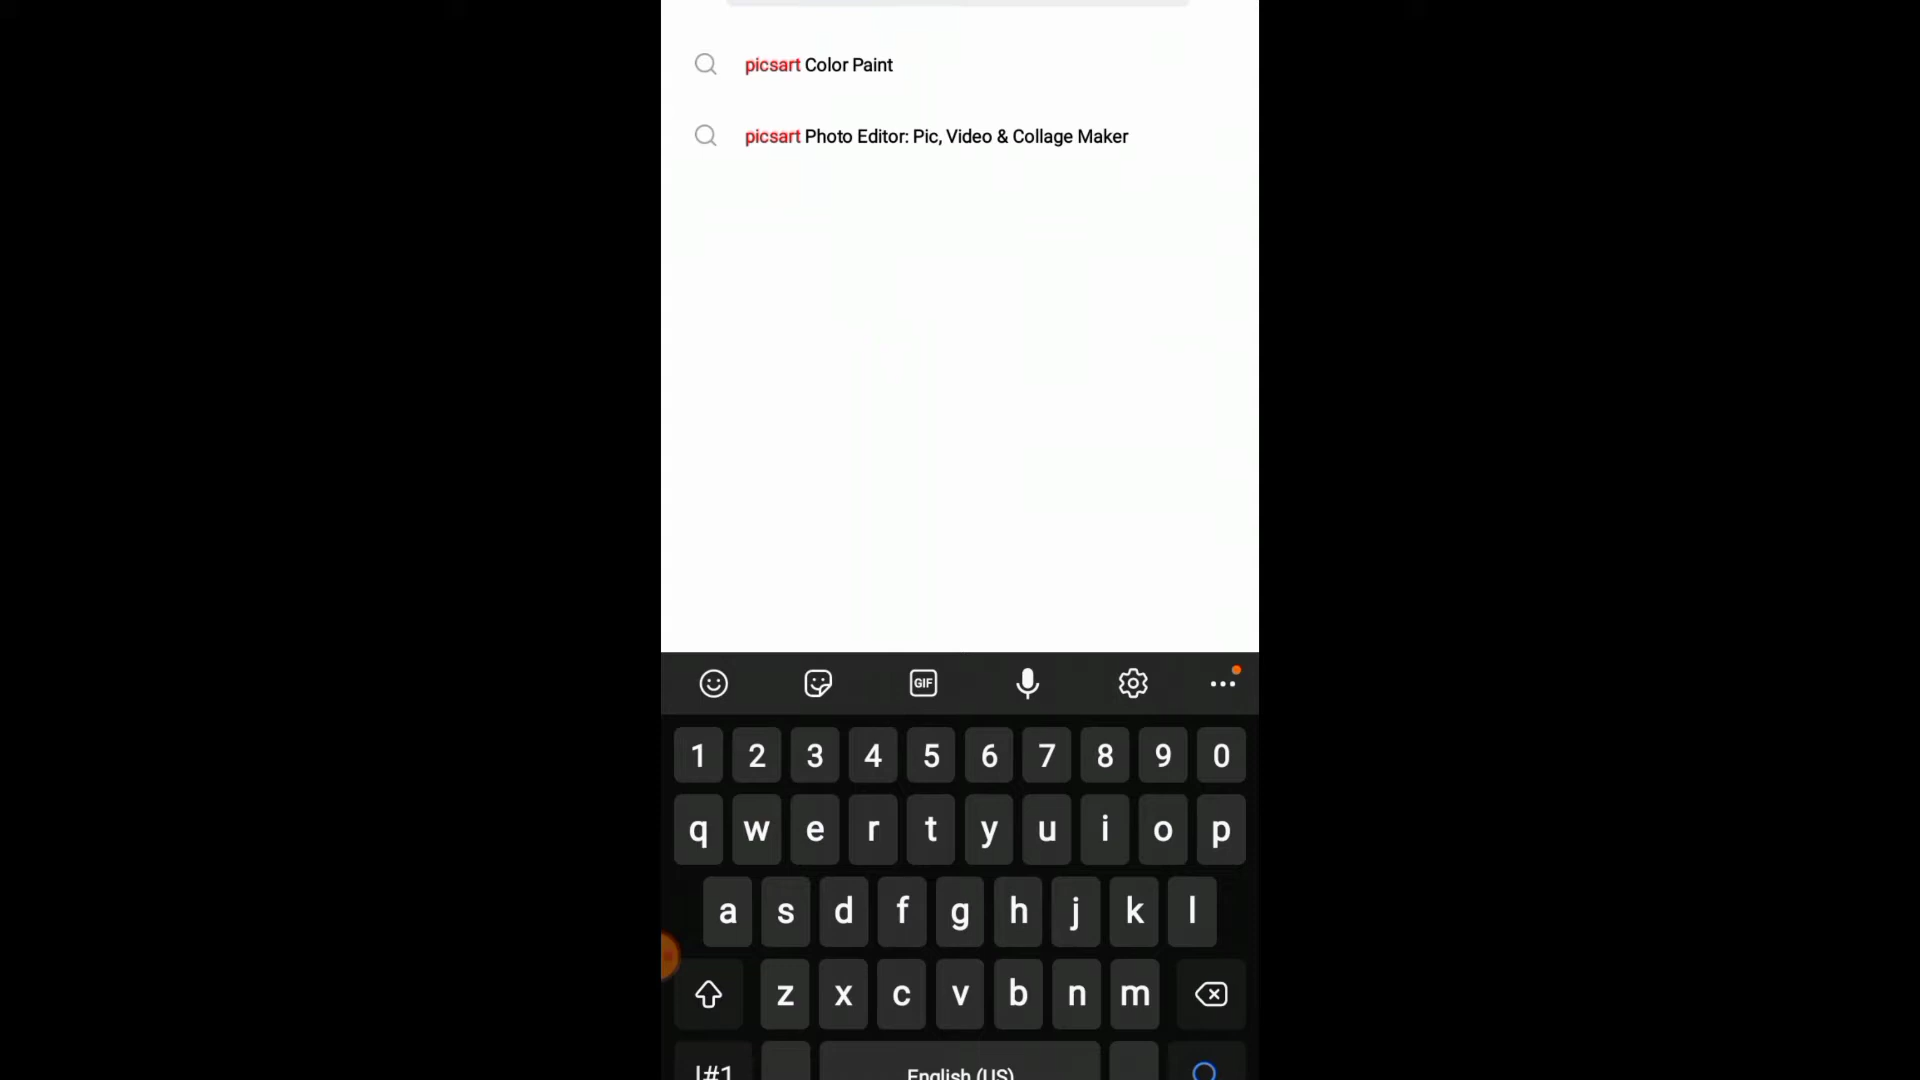 picsart Color Paint
picsart Photo Editor: Pic, Video & Collage Maker
GIF
1 2 3 4 5 6 7 8 9 0
q w e r t y u i o p
a s d f g h j k l
z x c v b n m
!#1 English (US)